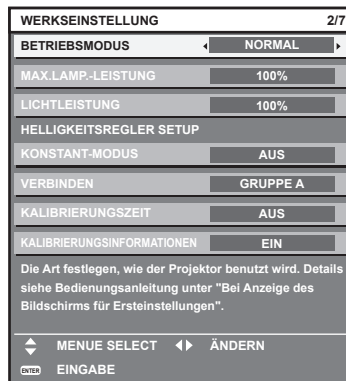 WERKSEINSTELLUNG 2/7
BETRIEBSMODUS NORMAL
MAX.LAMP.-LEISTUNG 100%
LICHTLEISTUNG 100%
HELLIGKEITSREGLER SETUP
KONSTANT-MODUS AUS
VERBINDEN GRUPPE A
KALIBRIERUNGSZEIT AUS
KALIBRIERUNGSINFORMATIONEN EIN
Die Art festlegen, wie der Projektor benutzt wird. Details
siehe Bedienungsanleitung unter "Bei Anzeige des
Bildschirms für Ersteinstellungen".
MENUE SELECT ÄNDERN
ENTER EINGABE